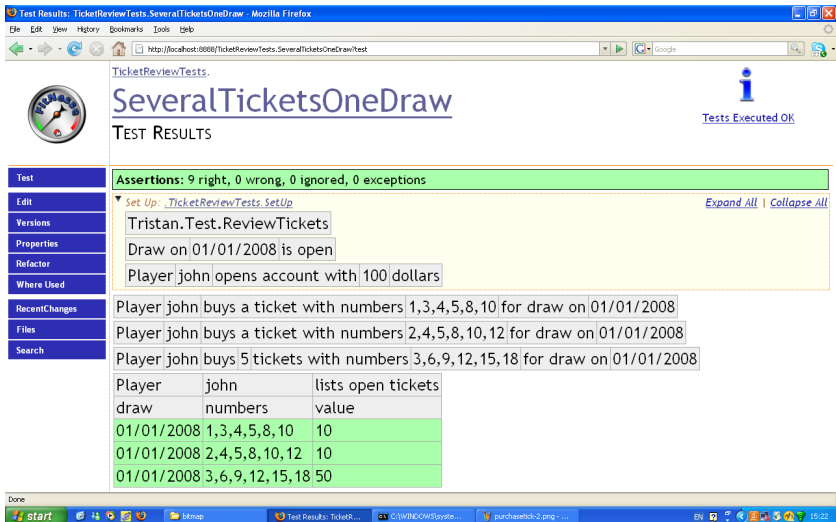 Test Results: TicketReviewTests.SeveralTicketsOneDraw - Mozilla Firefox
File Edit View History Bookmarks Tools Help
http://localhost:8888/TicketReviewTests.SeveralTicketsOneDraw?test
Google
TicketReviewTests.
SeveralTicketsOneDraw
TEST RESULTS
FitNesse
Tests Executed OK
Test
Edit
Versions
Properties
Refactor
Where Used
RecentChanges
Files
Search
Assertions: 9 right, 0 wrong, 0 ignored, 0 exceptions
Set Up: .TicketReviewTests.SetUp Expand All | Collapse All
Tristan.Test.ReviewTickets
Draw on 01/01/2008 is open
Player john opens account with 100 dollars
Player john buys a ticket with numbers 1,3,4,5,8,10 for draw on 01/01/2008
Player john buys a ticket with numbers 2,4,5,8,10,12 for draw on 01/01/2008
Player john buys 5 tickets with numbers 3,6,9,12,15,18 for draw on 01/01/2008
Player john lists open tickets
draw numbers value
01/01/2008 1,3,4,5,8,10 10
01/01/2008 2,4,5,8,10,12 10
01/01/2008 3,6,9,12,15,18 50
Done
start bitmap Test Results: TicketR... C:\WINDOWS\syste... purchasetick-2.png - ... EN 15:22